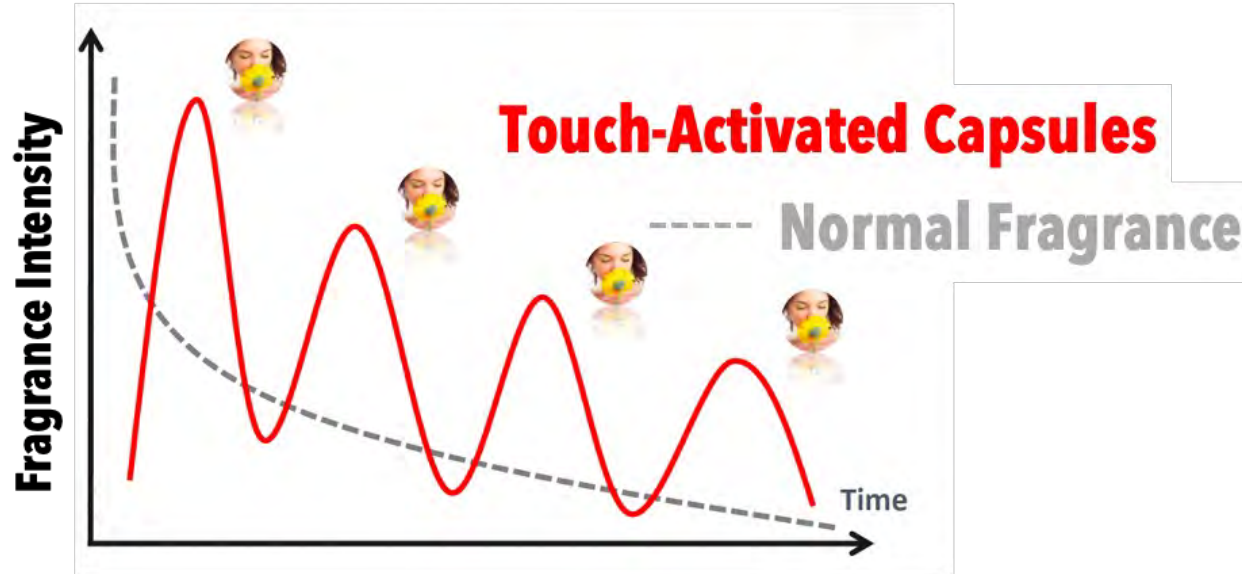 Touch-Activated Capsules
Normal Fragrance
Fragrance Intensity
Time